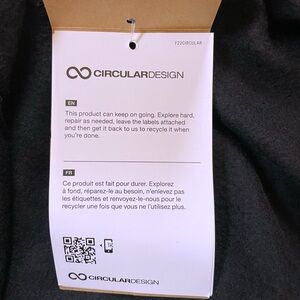 Y22CIRCULAR
CIRCULARDESIGN
EN
This product can keep on going. Explore hard,
repair as needed, leave the labels attached
and then get it back to us to recycle it when
you're done.
FR
Ce produit est fait pour durer. Explorez
à fond, réparez-le au besoin, n'enlevez pas
les étiquettes et renvoyez-le-nous pour le
recycler une fois que vous ne l'utilisez plus.
CIRCULARDESIGN